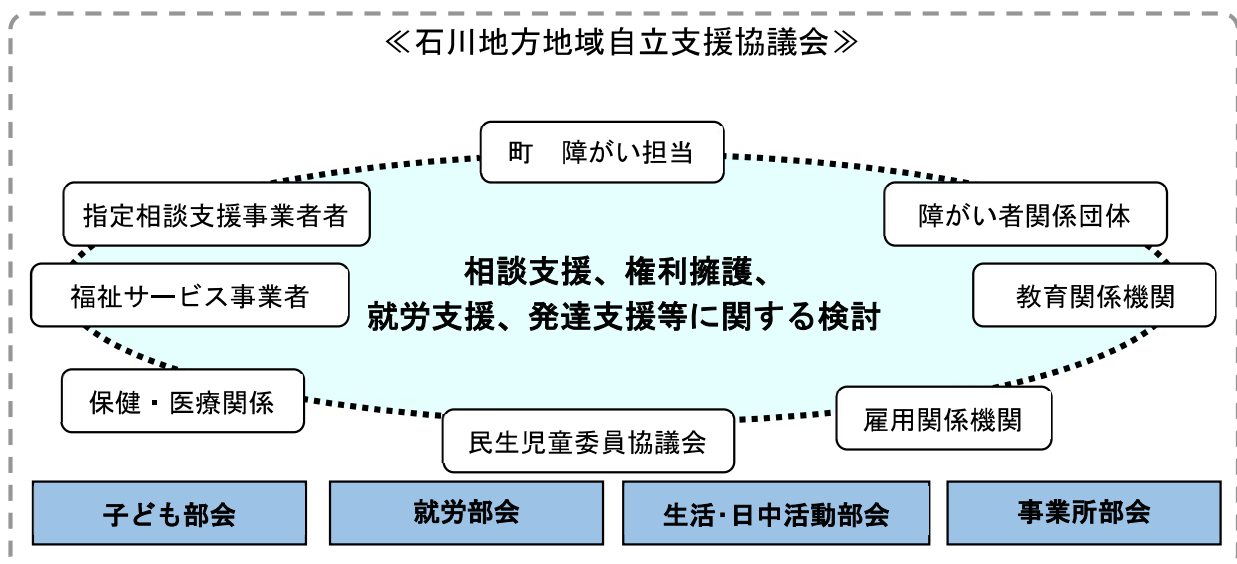 ≪石川地方地域自立支援協議会≫
町　障がい担当
指定相談支援事業者者
障がい者関係団体
相談支援、権利擁護、
就労支援、発達支援等に関する検討
福祉サービス事業者
教育関係機関
保健・医療関係
雇用関係機関
民生児童委員協議会
子ども部会
就労部会
生活・日中活動部会
事業所部会